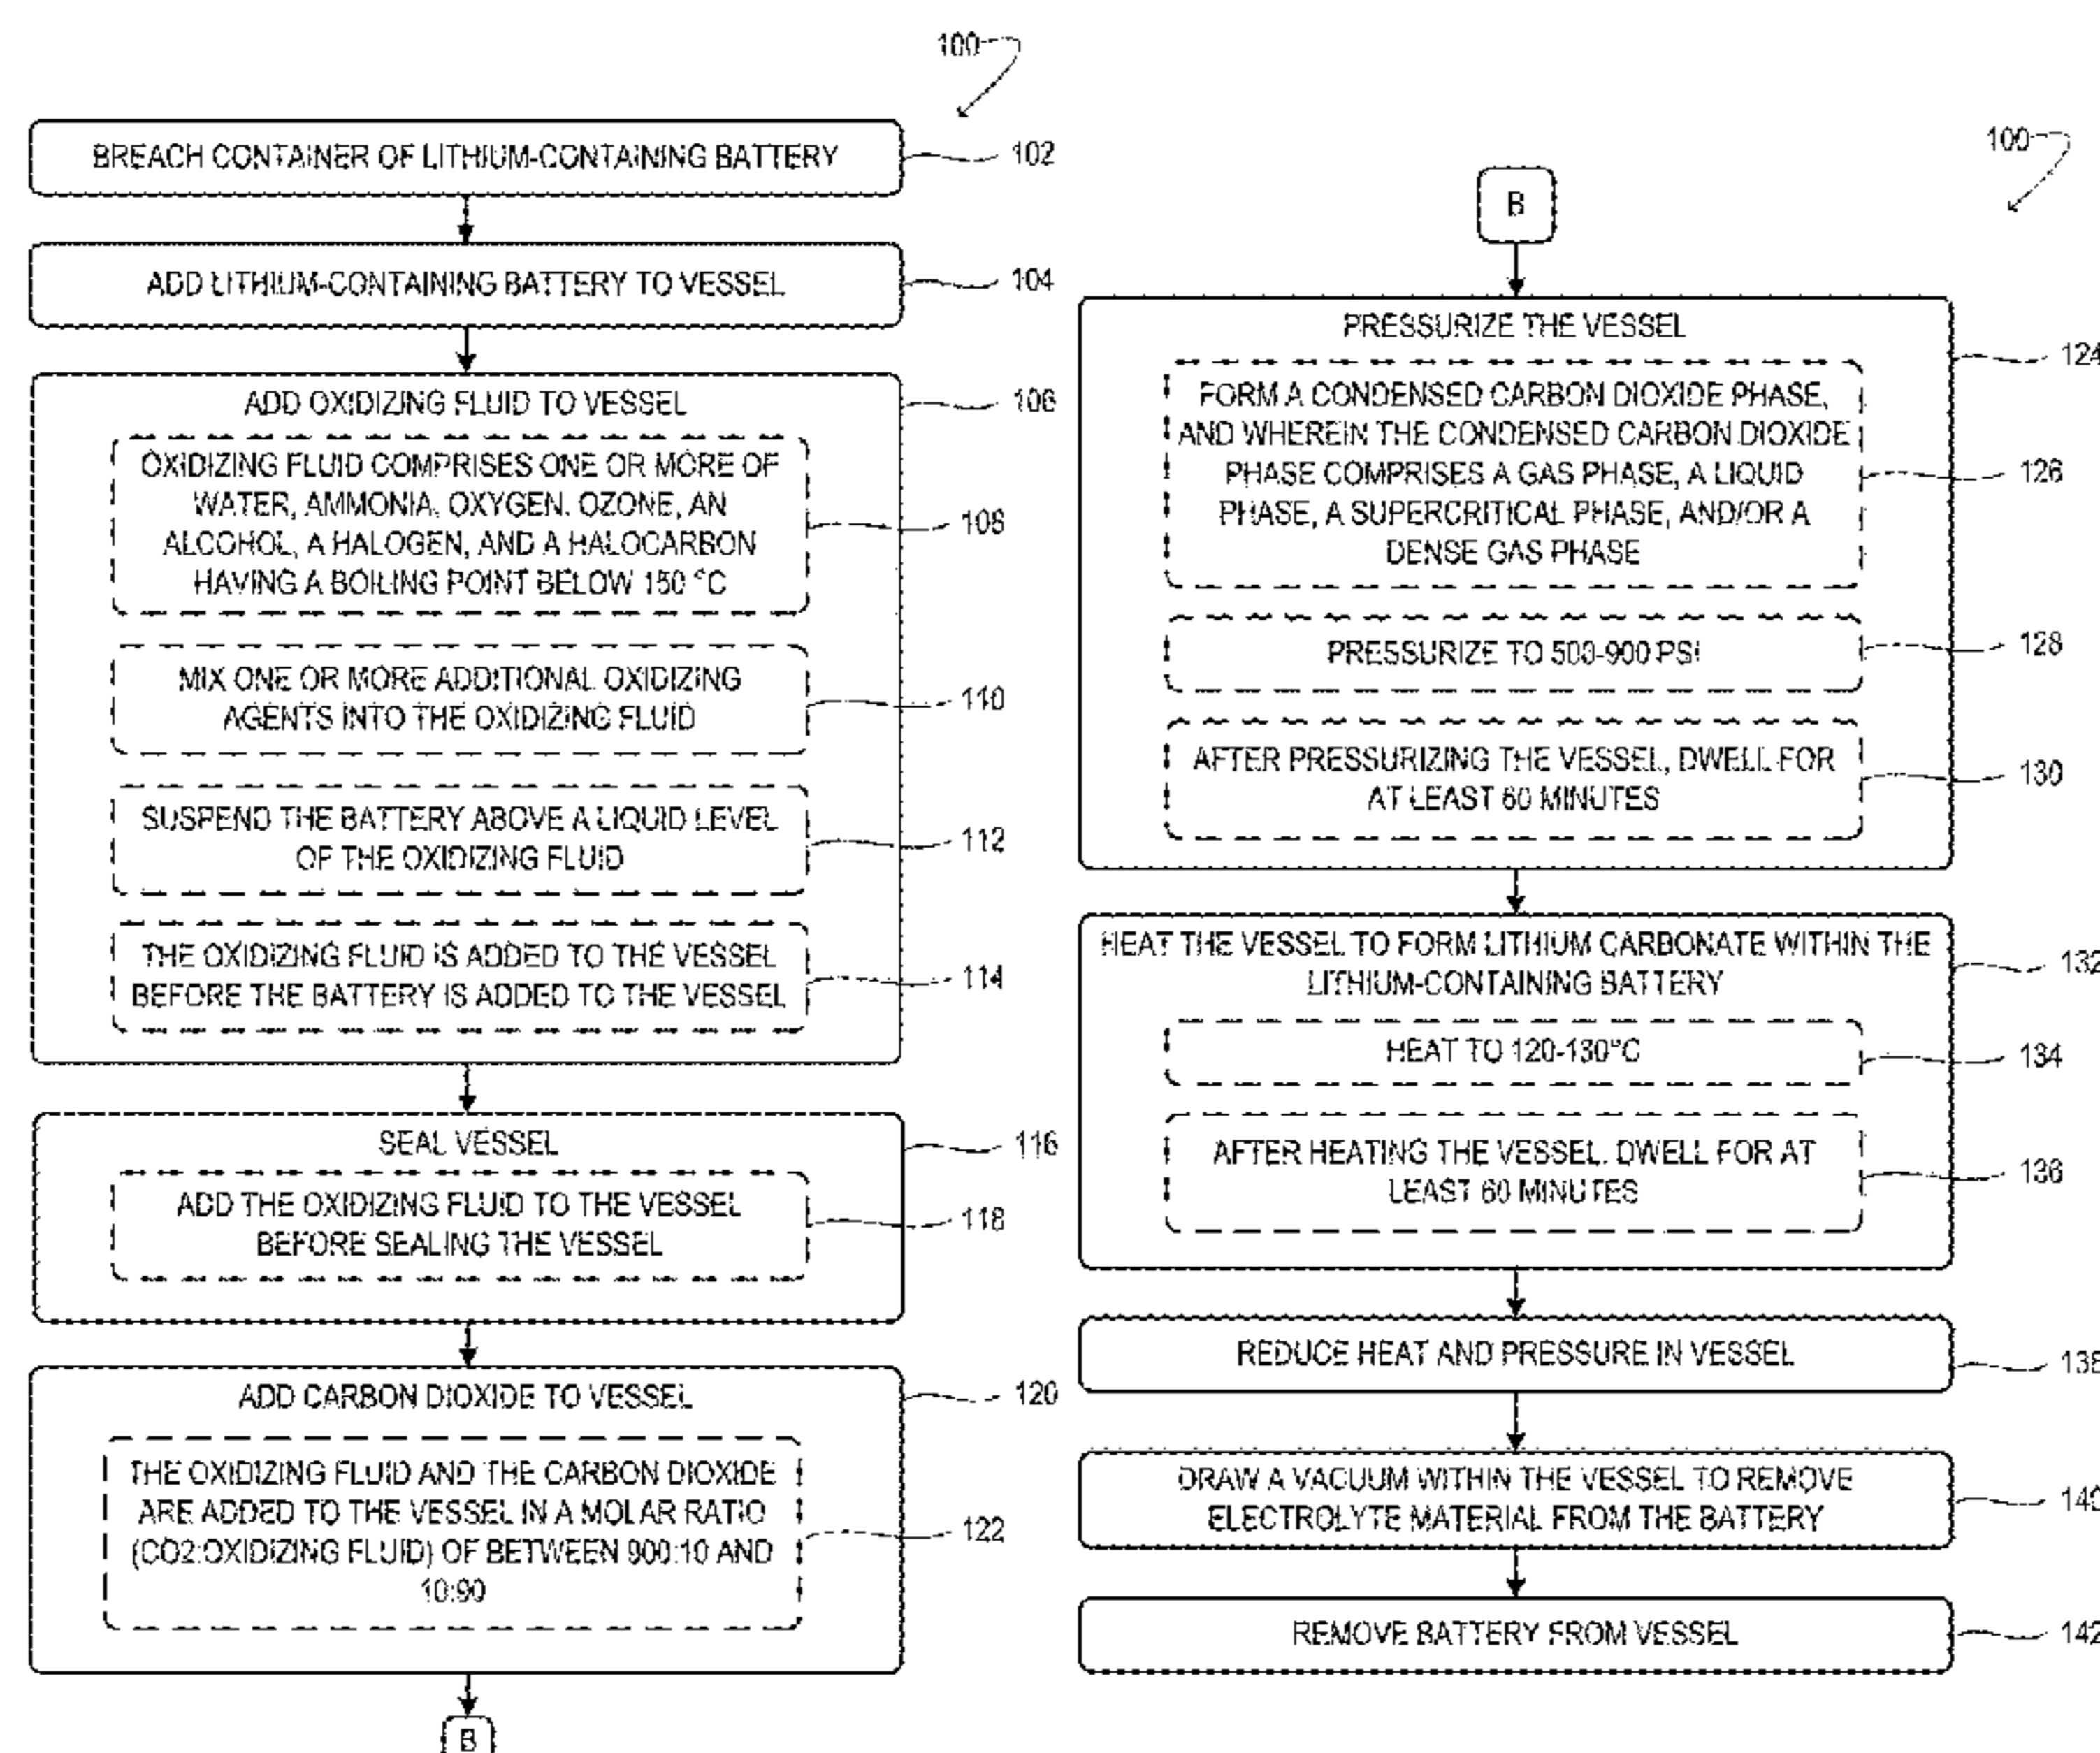 100
BREACH CONTAINER OF LITHIUM-CONTAINING BATTERY
102
ADD LITHIUM-CONTAINING BATTERY TO VESSEL
104
ADD OXIDIZING FLUID TO VESSEL
106
OXIDIZING FLUID COMPRISES ONE OR MORE OF
WATER, AMMONIA, OXYGEN, OZONE, AN
ALCOHOL, A HALOGEN, AND A HALOCARBON
HAVING A BOILING POINT BELOW 150 °C
108
MIX ONE OR MORE ADDITIONAL OXIDIZING
AGENTS INTO THE OXIDIZING FLUID
110
SUSPEND THE BATTERY ABOVE A LIQUID LEVEL
OF THE OXIDIZING FLUID
112
THE OXIDIZING FLUID IS ADDED TO THE VESSEL
BEFORE THE BATTERY IS ADDED TO THE VESSEL
114
SEAL VESSEL
116
ADD THE OXIDIZING FLUID TO THE VESSEL
BEFORE SEALING THE VESSEL
118
ADD CARBON DIOXIDE TO VESSEL
120
THE OXIDIZING FLUID AND THE CARBON DIOXIDE
ARE ADDED TO THE VESSEL IN A MOLAR RATIO
(CO2:OXIDIZING FLUID) OF BETWEEN 900:10 AND
10:90
122
B
100
B
PRESSURIZE THE VESSEL
124
FORM A CONDENSED CARBON DIOXIDE PHASE,
AND WHEREIN THE CONDENSED CARBON DIOXIDE
PHASE COMPRISES A GAS PHASE, A LIQUID
PHASE, A SUPERCRITICAL PHASE, AND/OR A
DENSE GAS PHASE
126
PRESSURIZE TO 500-900 PSI
128
AFTER PRESSURIZING THE VESSEL, DWELL FOR
AT LEAST 60 MINUTES
130
HEAT THE VESSEL TO FORM LITHIUM CARBONATE WITHIN THE
LITHIUM-CONTAINING BATTERY
132
HEAT TO 120-130°C
134
AFTER HEATING THE VESSEL, DWELL FOR AT
LEAST 60 MINUTES
136
REDUCE HEAT AND PRESSURE IN VESSEL
138
DRAW A VACUUM WITHIN THE VESSEL TO REMOVE
ELECTROLYTE MATERIAL FROM THE BATTERY
140
REMOVE BATTERY FROM VESSEL
142